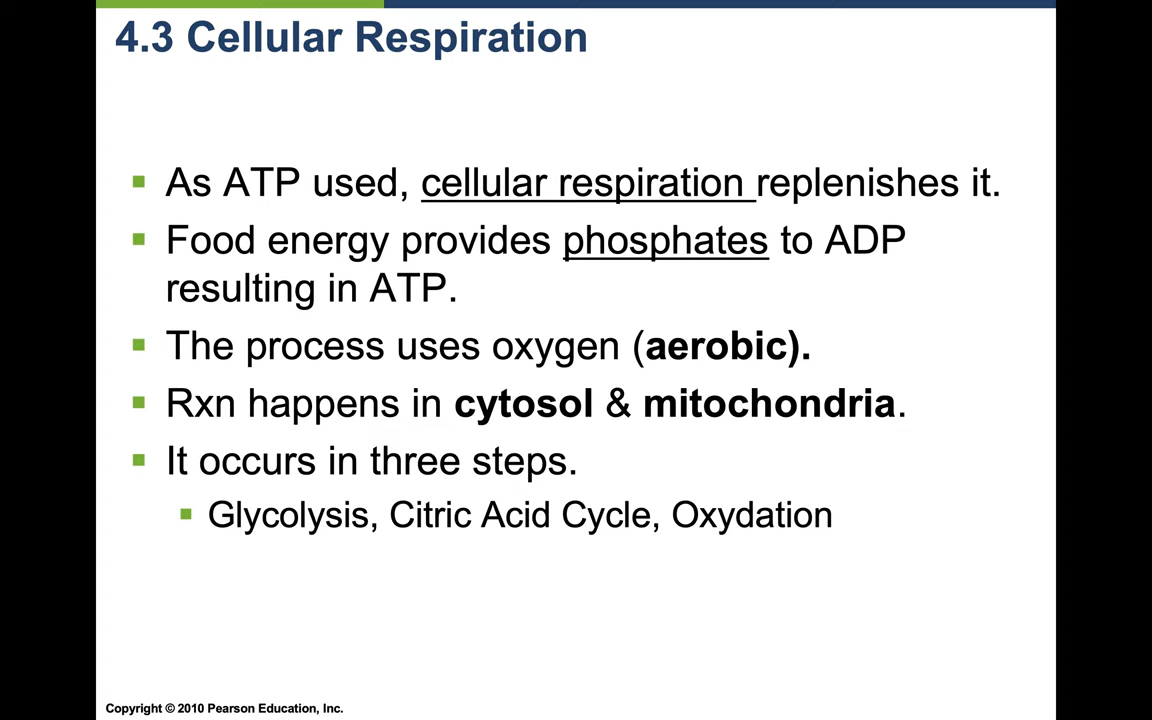 4.3 Cellular Respiration
As ATP used, cellular respiration replenishes it.
Food energy provides phosphates to ADP
resulting in ATP.
The process uses oxygen (aerobic).
Rxn happens in cytosol & mitochondria.
It occurs in three steps.
Glycolysis, Citric Acid Cycle, Oxydation
Copyright © 2010 Pearson Education, Inc.